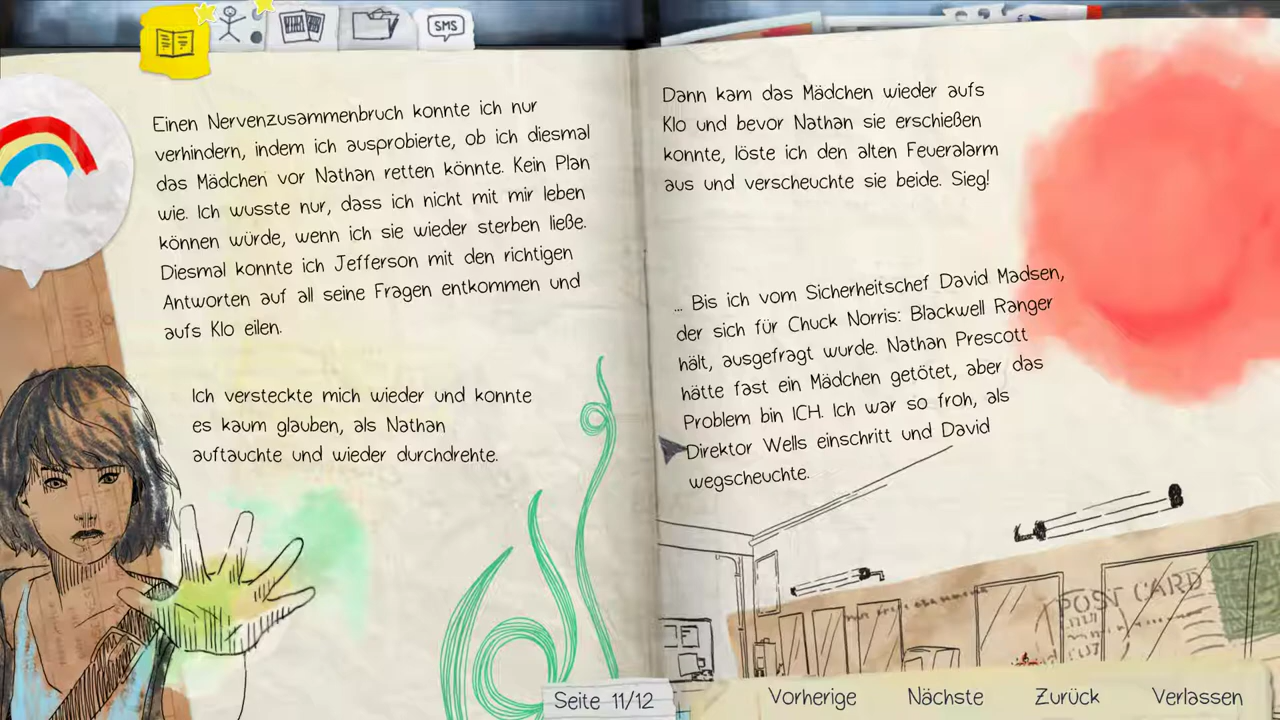 SMS
Einen Nervenzusammenbruch konnte ich nur
verhindern, indem ich ausprobierte, ob ich diesmal
das Mädchen vor Nathan retten könnte. Kein Plan
wie. Ich wusste nur, dass ich nicht mit mir leben
können würde, wenn ich sie wieder sterben ließe.
Diesmal konnte ich Jefferson mit den richtigen
Antworten auf all seine Fragen entkommen und
aufs Klo eilen.
Ich versteckte mich wieder und konnte
es kaum glauben, als Nathan
auftauchte und wieder durchdrehte.
Dann kam das Mädchen wieder aufs
Klo und bevor Nathan sie erschießen
konnte, löste ich den alten Feueralarm
aus und verscheuchte sie beide. Sieg!
... Bis ich vom Sicherheitschef David Madsen,
der sich für Chuck Norris: Blackwell Ranger
hält, ausgefragt wurde. Nathan Prescott
hätte fast ein Mädchen getötet, aber das
Problem bin ICH. Ich war so froh, als
Direktor Wells einschritt und David
wegscheuchte.
POST CARD
Seite 11/12
Vorherige
Nächste
Zurück
Verlassen